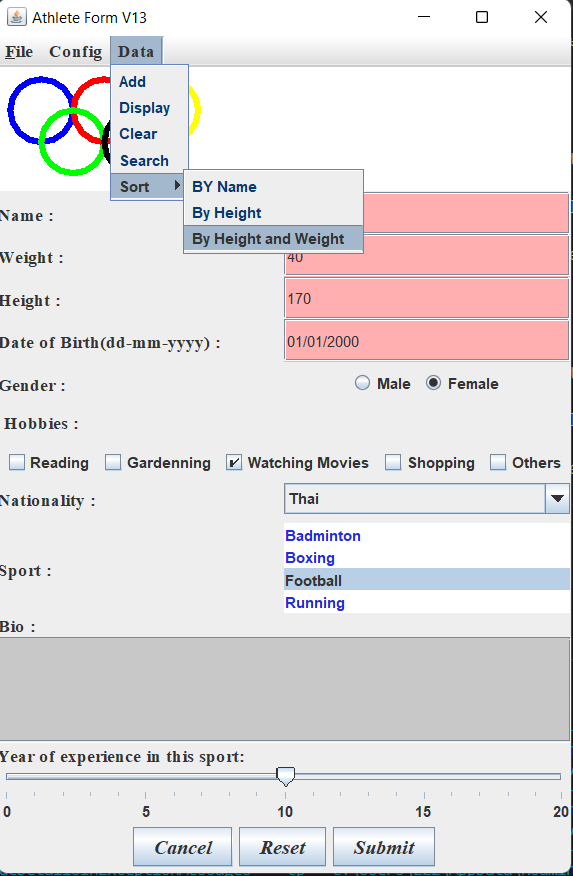 Athlete Form V13
File Config Data
Add
Display
Clear
Search
Sort
BY Name
By Height
By Height and Weight
Name :
Weight : 40
Height : 170
Date of Birth(dd-mm-yyyy) : 01/01/2000
Gender : Male Female
Hobbies :
Reading Gardenning Watching Movies Shopping Others
Nationality : Thai
Sport :
Badminton
Boxing
Football
Running
Bio :
Year of experience in this sport:
0 5 10 15 20
Cancel Reset Submit